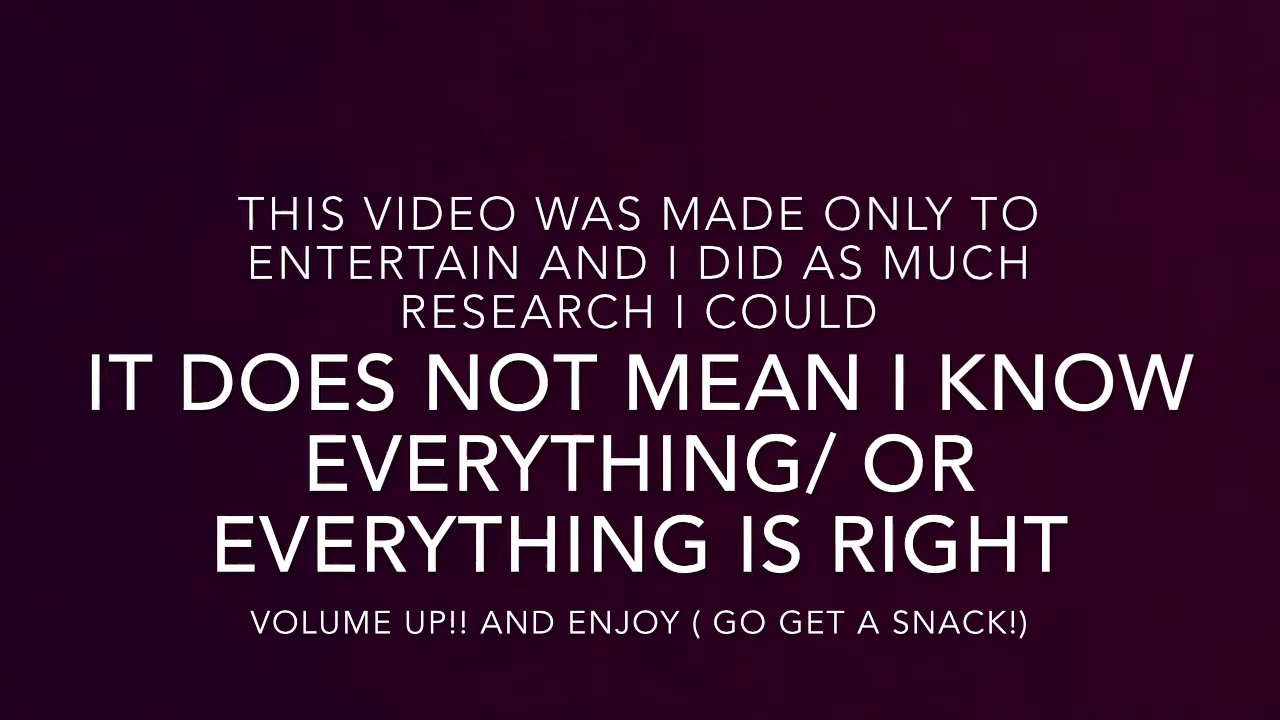 THIS VIDEO WAS MADE ONLY TO
ENTERTAIN AND I DID AS MUCH
RESEARCH I COULD
IT DOES NOT MEAN I KNOW
EVERYTHING/ OR
EVERYTHING IS RIGHT
VOLUME UP!! AND ENJOY ( GO GET A SNACK!)